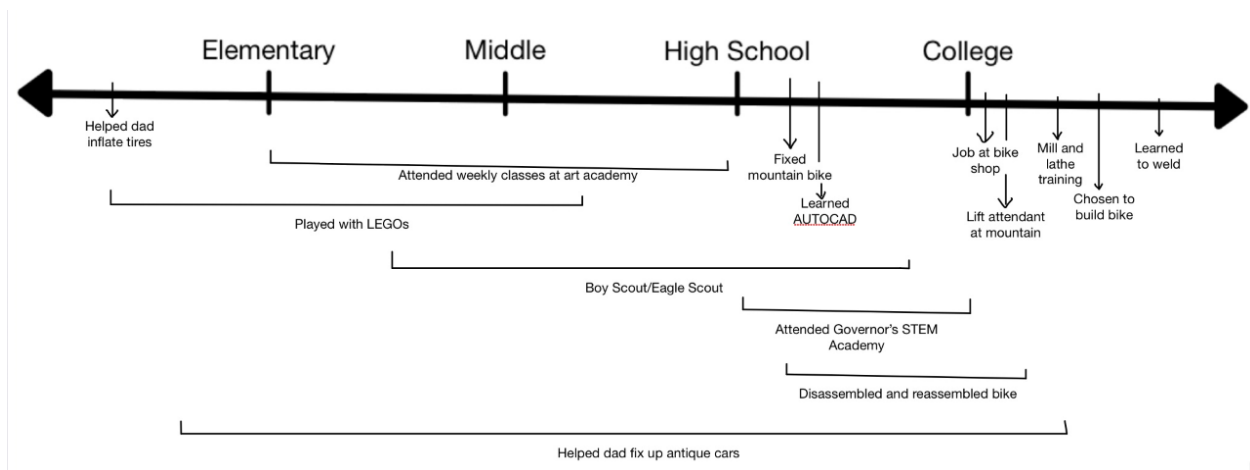 Elementary
Middle
High School
College
Helped dad
inflate tires
Fixed
mountain bike
Learned
AUTOCAD
Job at bike
shop
Lift attendant
at mountain
Mill and
lathe
training
Chosen to
build bike
Learned
to weld
Attended weekly classes at art academy
Played with LEGOs
Boy Scout/Eagle Scout
Attended Governor's STEM
Academy
Disassembled and reassembled bike
Helped dad fix up antique cars